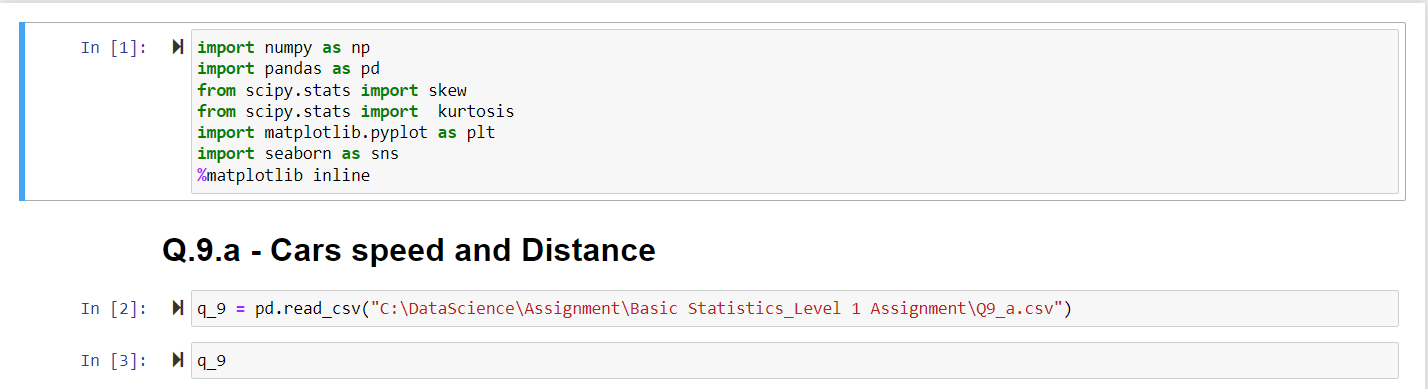 In [1]:
import numpy as np
import pandas as pd
from scipy.stats import skew
from scipy.stats import  kurtosis
import matplotlib.pyplot as plt
import seaborn as sns
%matplotlib inline
Q.9.a - Cars speed and Distance
In [2]: q_9 = pd.read_csv("C:\DataScience\Assignment\Basic Statistics_Level 1 Assignment\Q9_a.csv")
In [3]: q_9